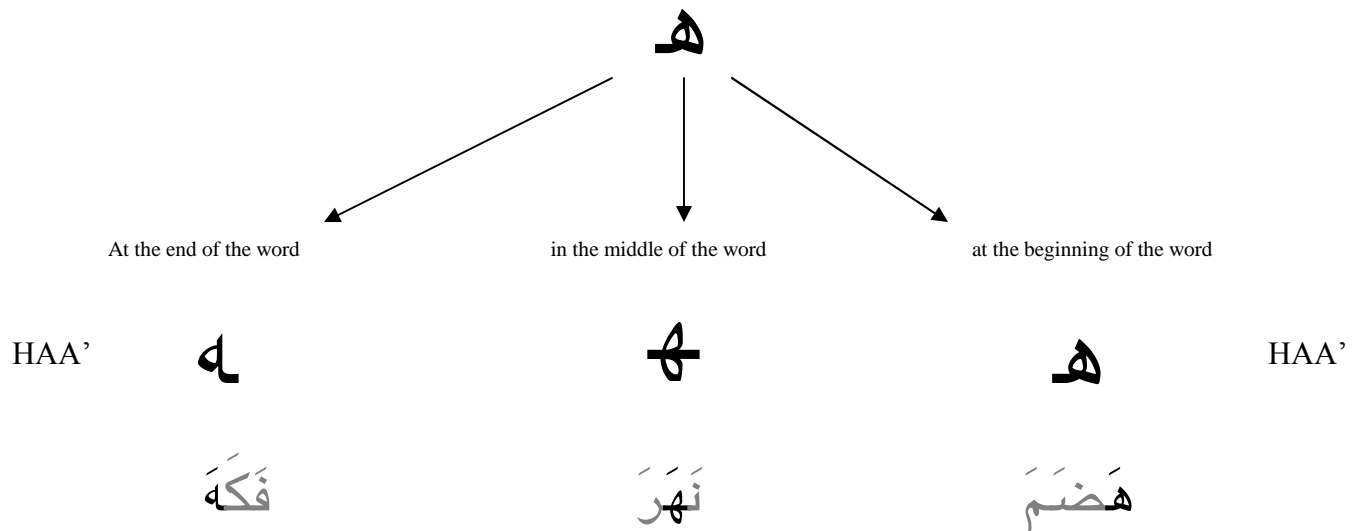 هـ
At the end of the word in the middle of the word at the beginning of the word
HAA’ ـه ـهـ هـ HAA’
فَكَهَ نَهَرَ هَضَمَ